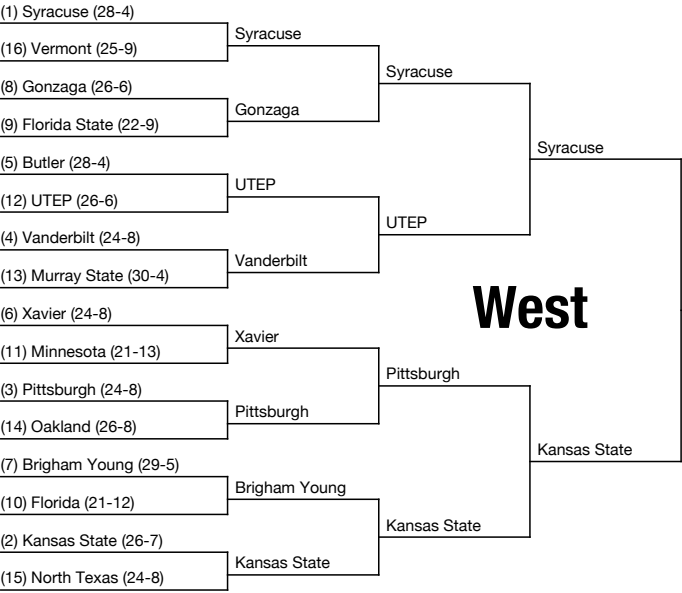 (1) Syracuse (28-4)
(16) Vermont (25-9)
(8) Gonzaga (26-6)
(9) Florida State (22-9)
(5) Butler (28-4)
(12) UTEP (26-6)
(4) Vanderbilt (24-8)
(13) Murray State (30-4)
(6) Xavier (24-8)
(11) Minnesota (21-13)
(3) Pittsburgh (24-8)
(14) Oakland (26-8)
(7) Brigham Young (29-5)
(10) Florida (21-12)
(2) Kansas State (26-7)
(15) North Texas (24-8)
Syracuse
Gonzaga
UTEP
Vanderbilt
Xavier
Pittsburgh
Brigham Young
Kansas State
Syracuse
UTEP
Pittsburgh
Kansas State
Syracuse
Kansas State
West